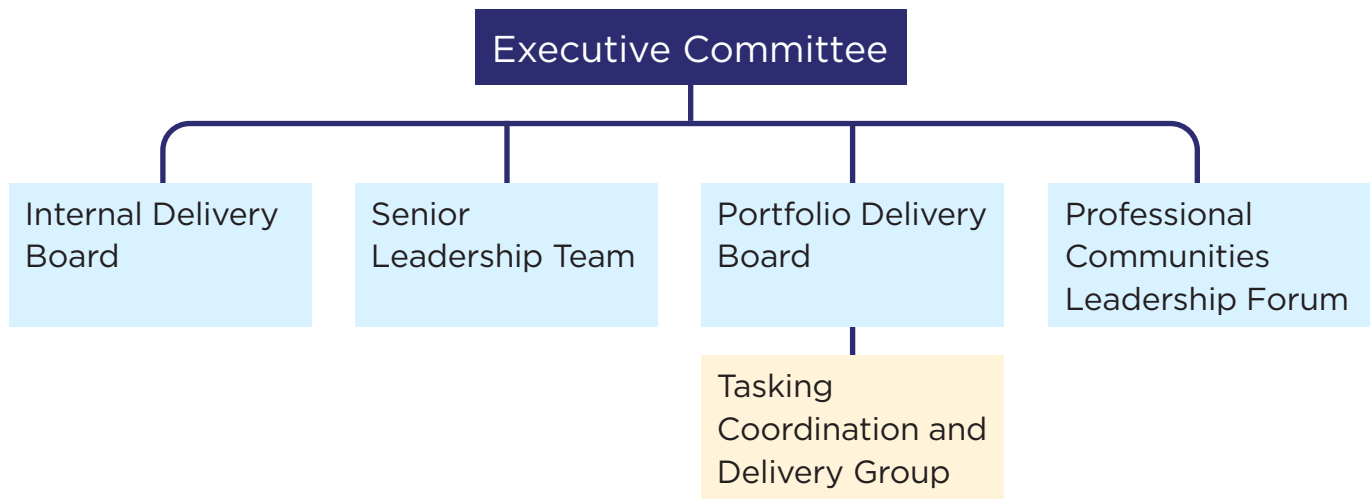 Executive Committee
Internal Delivery
Board
Senior
Leadership Team
Portfolio Delivery
Board
Professional
Communities
Leadership Forum
Tasking
Coordination and
Delivery Group